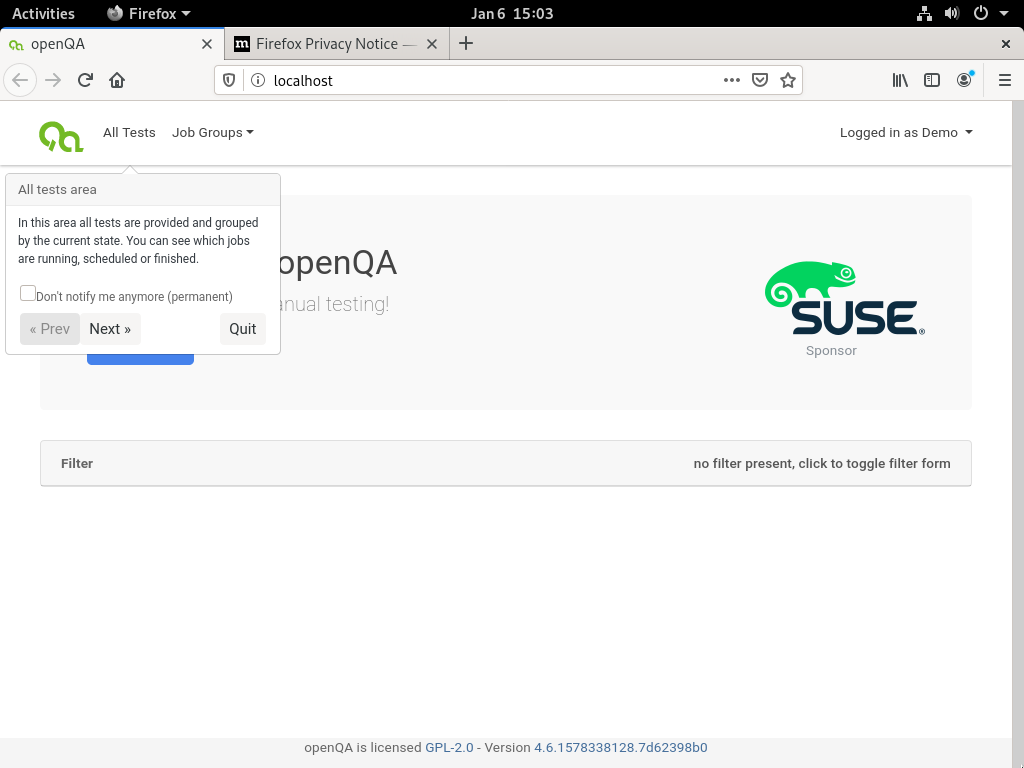 Activities
Firefox
Jan 6 15:03
openQA
Firefox Privacy Notice —
localhost
All Tests
Job Groups
Logged in as Demo
All tests area
In this area all tests are provided and grouped
by the current state. You can see which jobs
are running, scheduled or finished.
Don't notify me anymore (permanent)
« Prev
Next »
Quit
openQA
anual testing!
SUSE
Sponsor
Filter
no filter present, click to toggle filter form
openQA is licensed GPL-2.0 - Version 4.6.1578338128.7d62398b0